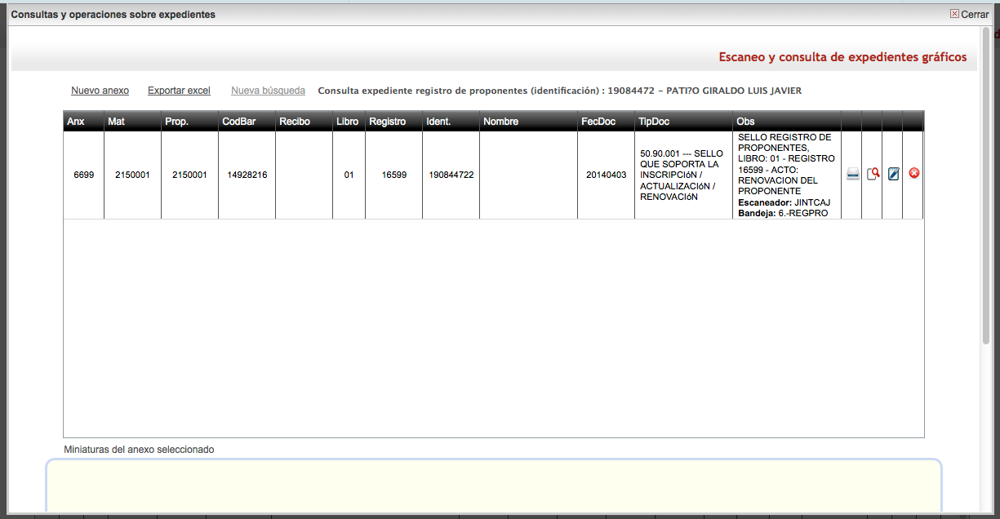 Consultas y operaciones sobre expedientes
Cerrar
Escaneo y consulta de expedientes gráficos
Nuevo anexo Exportar excel Nueva búsqueda Consulta expediente registro de proponentes (identificación) : 19084472 - PATI?O GIRALDO LUIS JAVIER
Anx Mat Prop. CodBar Recibo Libro Registro Ident. Nombre FecDoc TipDoc Obs
6699 2150001 2150001 14928216 01 16599 190844722 20140403
50.90.001 --- SELLO
QUE SOPORTA LA
INSCRIPCIóN /
ACTUALIZACIóN /
RENOVACIóN
SELLO REGISTRO DE
PROPONENTES,
LIBRO: 01 - REGISTRO
16599 - ACTO:
RENOVACION DEL
PROPONENTE
Escaneador: JINTCAJ
Bandeja: 6.-REGPRO
Miniaturas del anexo seleccionado